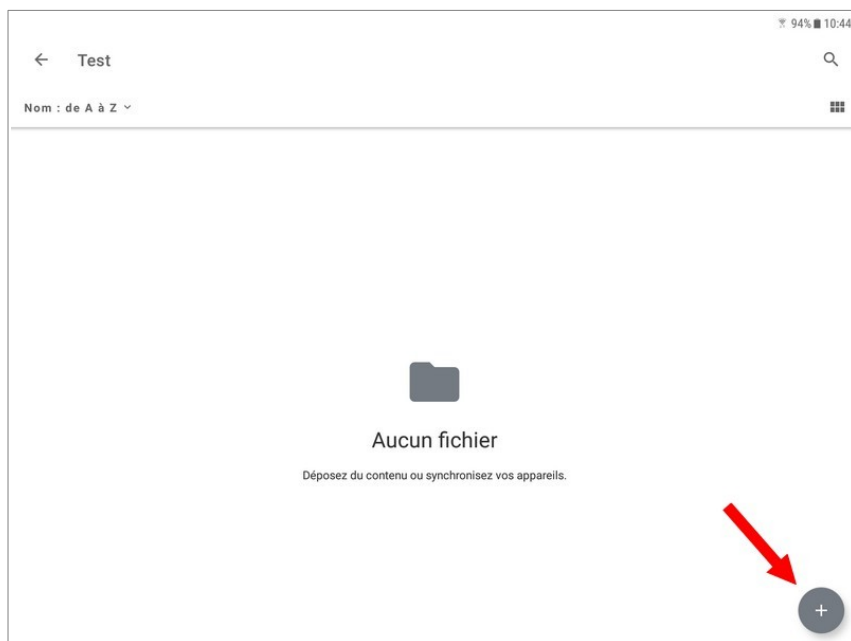 94% 10:44
Test
Nom : de A à Z
Aucun fichier
Déposez du contenu ou synchronisez vos appareils.